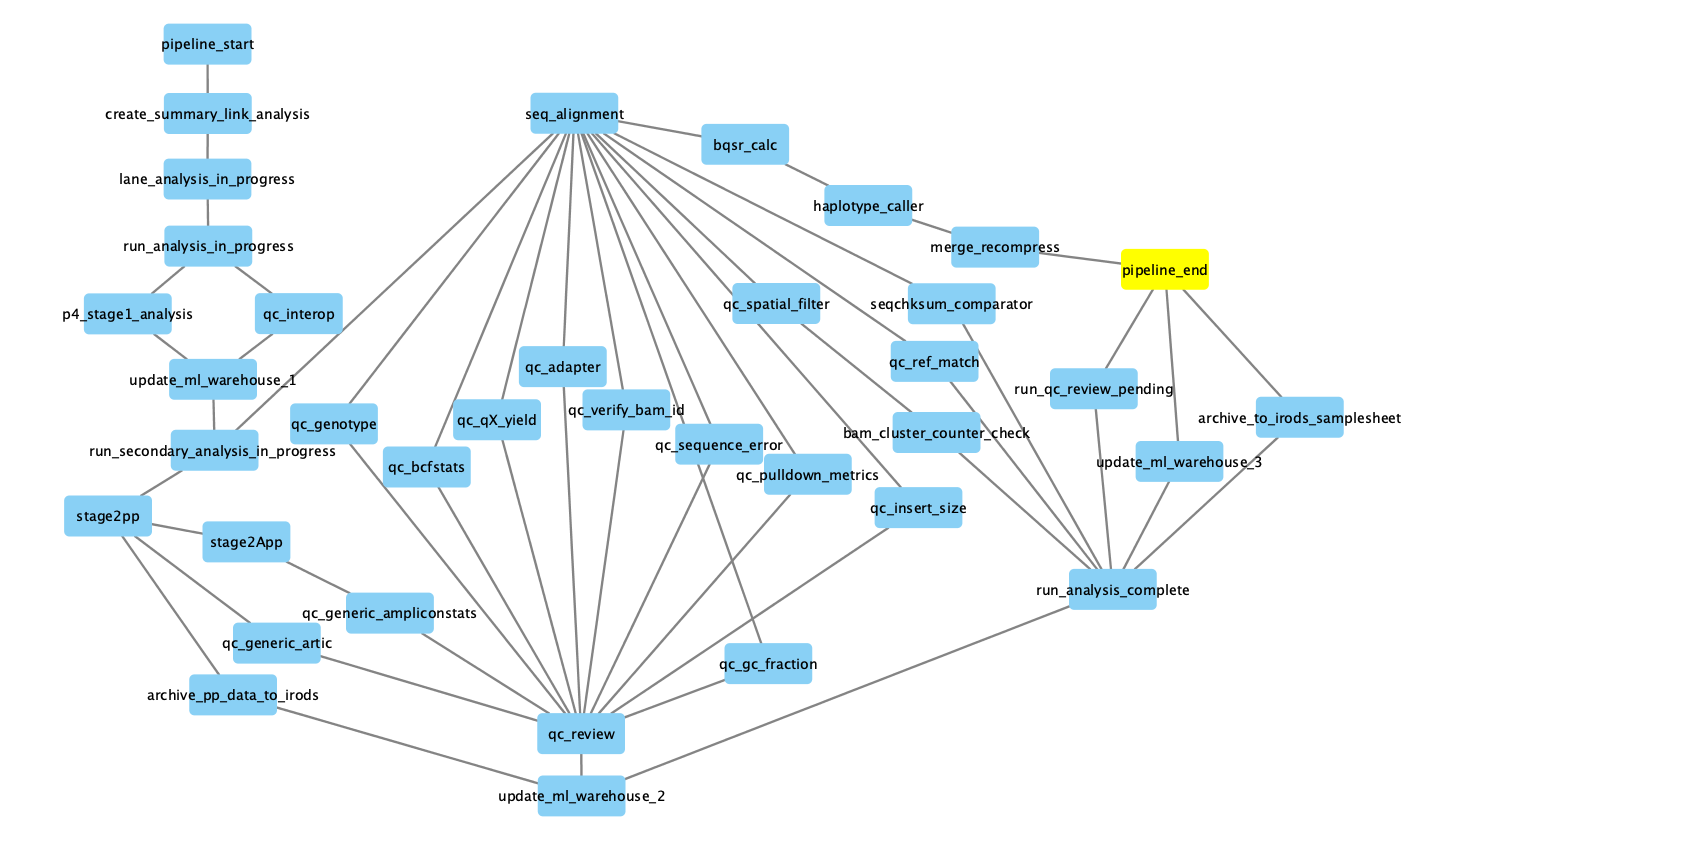 pipeline_start
create_summary_link_analysis
seq_alignment
bqsr_calc
lane_analysis_in_progress
haplotype_caller
run_analysis_in_progress
merge_recompress
pipeline_end
p4_stage1_analysis
qc_interop
qc_spatial_filter
seqchksum_comparator
qc_ref_match
qc_adapter
update_ml_warehouse_1
run_qc_review_pending
qc_verify_bam_id
archive_to_irods_samplesheet
qc_genotype
qc_qX_yield
bam_cluster_counter_check
qc_sequence_error
run_secondary_analysis_in_progress
update_ml_warehouse_3
qc_bcfstats
qc_pulldown_metrics
qc_insert_size
stage2pp
stage2App
run_analysis_complete
qc_generic_ampliconstats
qc_generic_artic
qc_gc_fraction
archive_pp_data_to_irods
qc_review
update_ml_warehouse_2